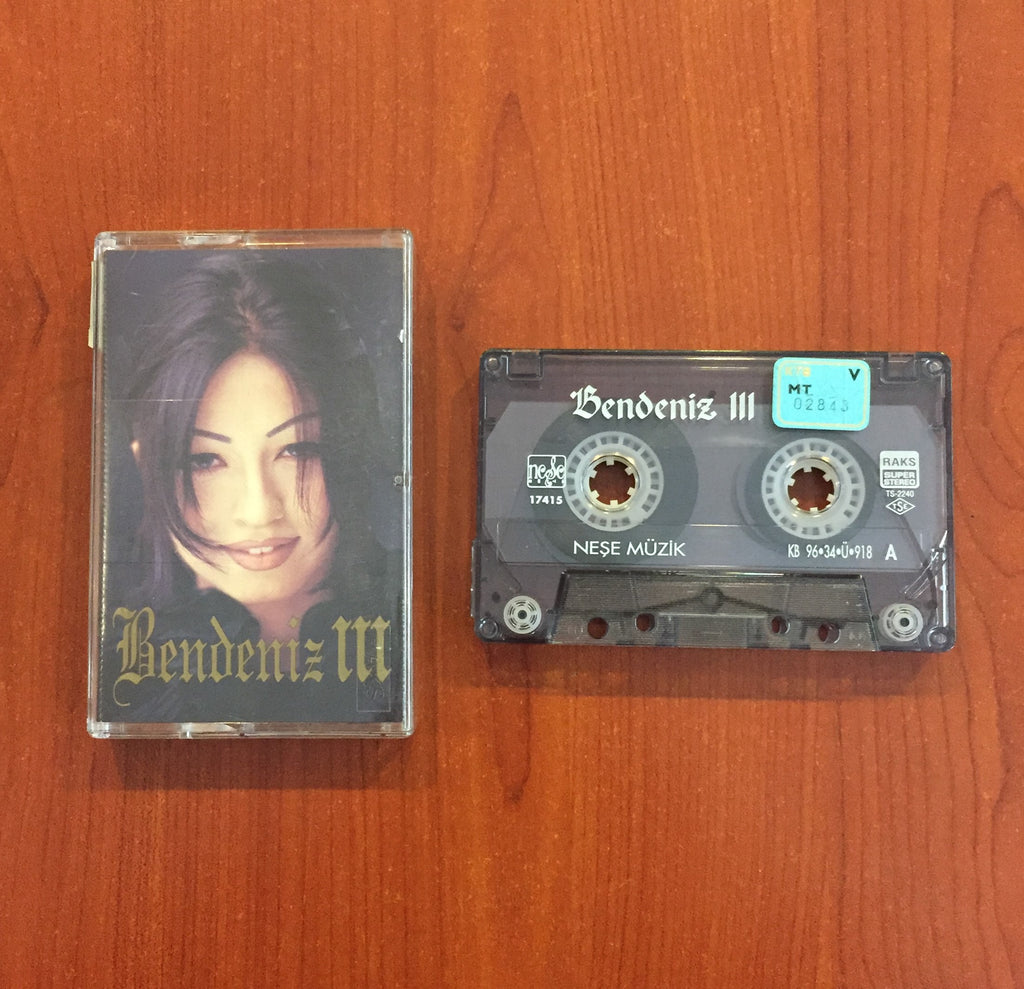 Bendeniz III
Bendeniz III
MT V
neşe
17415
RAKS
SUPER
STEREO
TS-2240
TSE
NEŞE MÜZİK
KB 96•34•Ü•918 A